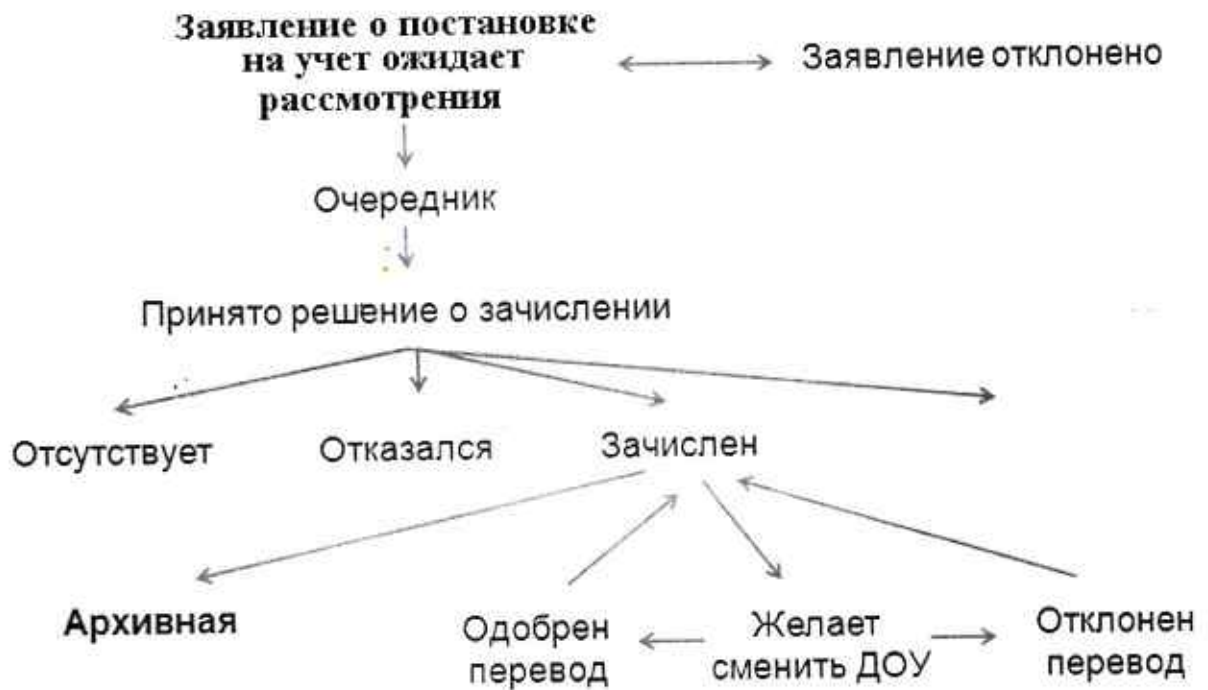 Заявление о постановке
на учет ожидает
рассмотрения
Заявление отклонено
Очередник
Принято решение о зачислении
Отсутствует
Отказался
Зачислен
Архивная
Одобрен
перевод
Желает
сменить ДОУ
Отклонен
перевод